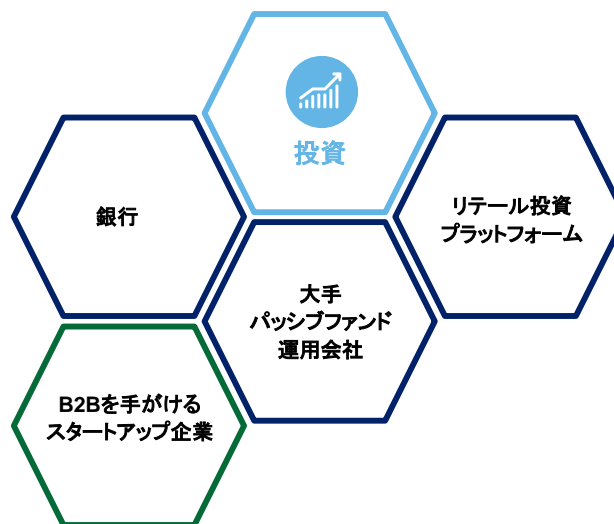 投資
銀行
リテール投資
プラットフォーム
大手
パッシブファンド
運用会社
B2Bを手がける
スタートアップ企業